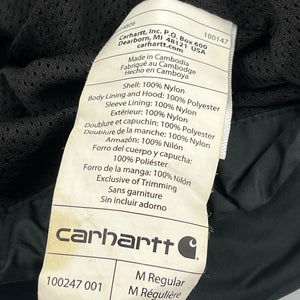 100147
Carhartt, Inc. P.O. Box 600
Dearborn, MI 48121 USA
carhartt.com
Made in Cambodia
Fabriqué au Cambodge
Hecho en Camboya
Shell: 100% Nylon
Body Lining and Hood: 100% Polyester
Sleeve Lining: 100% Nylon
Extérieur: 100% Nylon
Doublure et capuchin: 100% Polyester
Doublure de la manche: 100% Nylon
Armazón: 100% Nilón
Forro del cuerpo y capucha:
100% Poliéster
Forro de la manga: 100% Nilón
Exclusive of Trimming
Sans garniture
Sin incluir adorno
carhartt
100247 001
M Regular
M Régulière